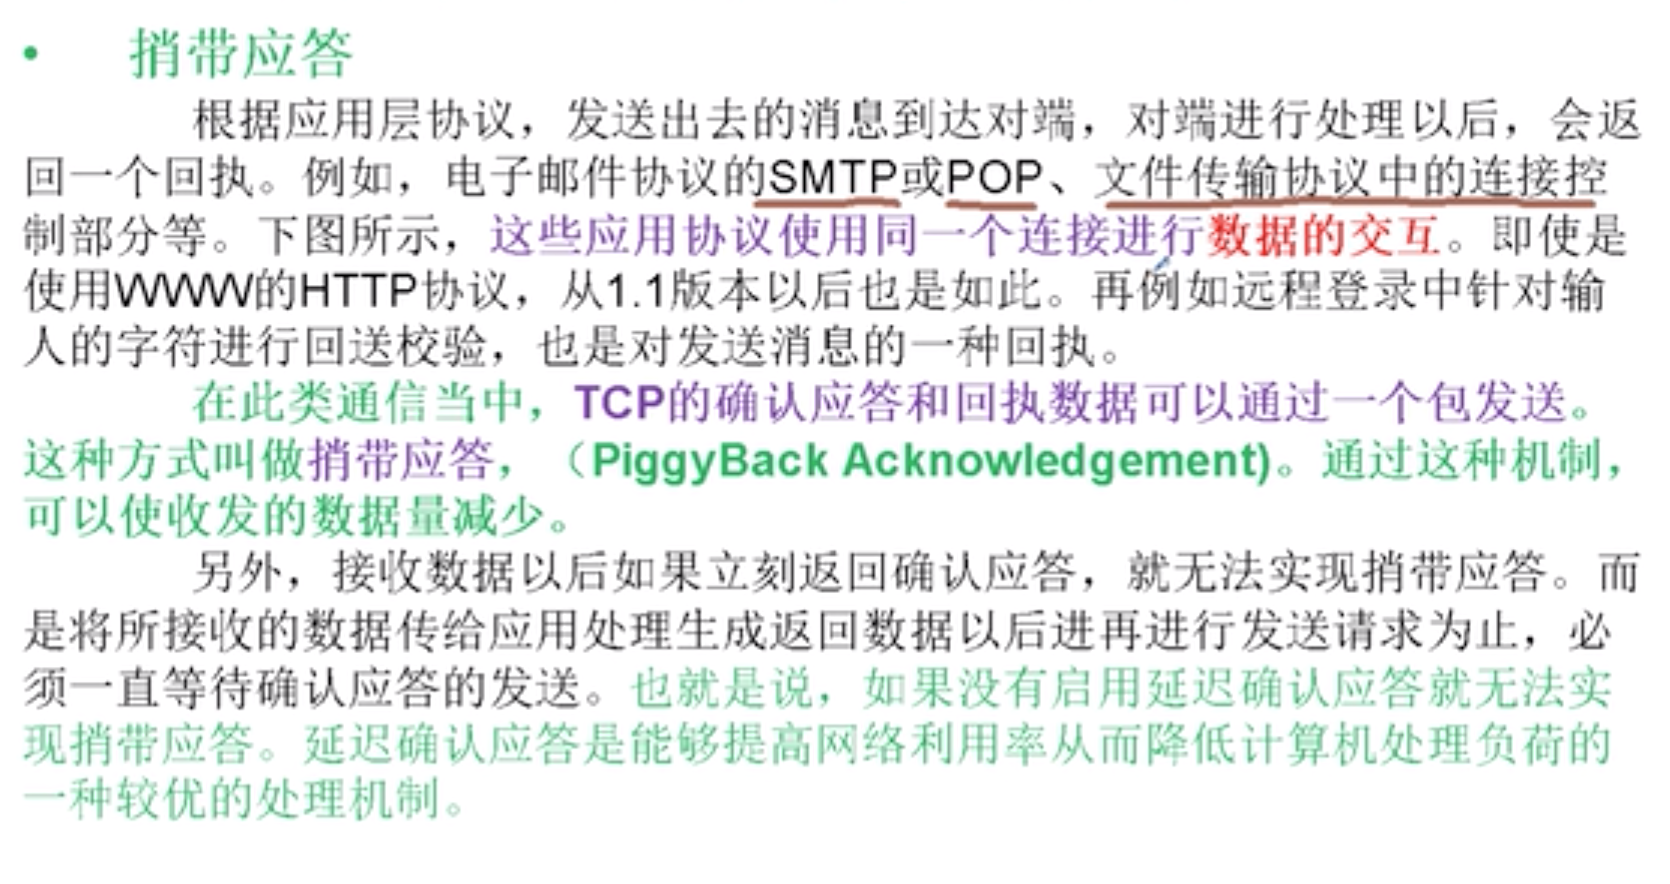 • 捎带应答
根据应用层协议，发送出去的消息到达对端，对端进行处理以后，会返
回一个回执。例如，电子邮件协议的SMTP或POP、文件传输协议中的连接控
制部分等。下图所示，这些应用协议使用同一个连接进行数据的交互。即使是
使用WWW的HTTP协议，从1.1版本以后也是如此。再例如远程登录中针对输
人的字符进行回送校验，也是对发送消息的一种回执。
在此类通信当中，TCP的确认应答和回执数据可以通过一个包发送。
这种方式叫做捎带应答，（PiggyBack Acknowledgement)。通过这种机制，
可以使收发的数据量减少。
另外，接收数据以后如果立刻返回确认应答，就无法实现捎带应答。而
是将所接收的数据传给应用处理生成返回数据以后进再进行发送请求为止，必
须一直等待确认应答的发送。也就是说，如果没有启用延迟确认应答就无法实
现捎带应答。延迟确认应答是能够提高网络利用率从而降低计算机处理负荷的
一种较优的处理机制。